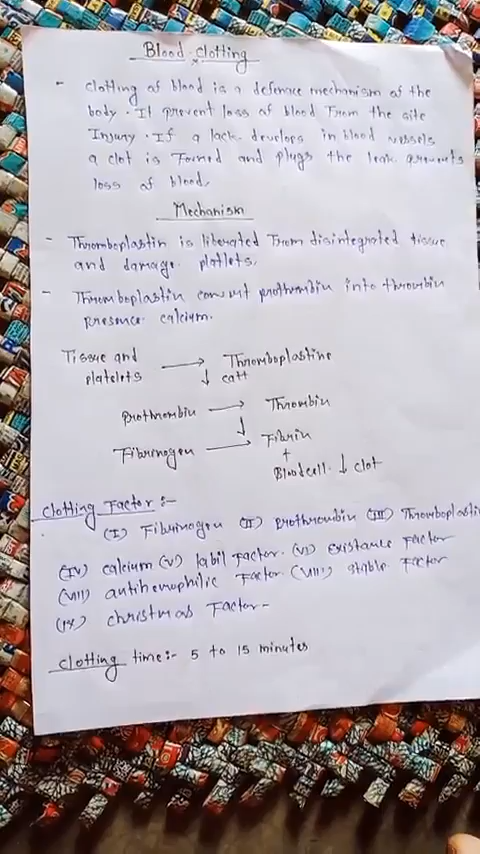 Blood clotting
- clotting of blood is a defence mechanism of the
body. It prevent loss of blood from the site
Injury. If a lack develops in blood vessels
a clot is formed and plugs the leak prevents
loss of blood.
Mechanism
- Thromboplastin is liberated from disintegrated tissue
and damage platlets.
- Thromboplastin convert prothrombin into thrombin
presence calcium.
Tissue and → Thromboplastine
platelets ↓ ca++
prothrombin → Thrombin
↓
Fibrinogen → Fibrin
+
Blood cell. ↓ clot
Clotting Factor:-
(I) Fibrinogen (II) prothrombin (III) Thromboplasti
(IV) calcium (V) labil factor. (VI) existance factor
(VII) antihemophilic factor (VIII) stable factor
(IX) christmas factor-
Clotting time:- 5 to 15 minutes